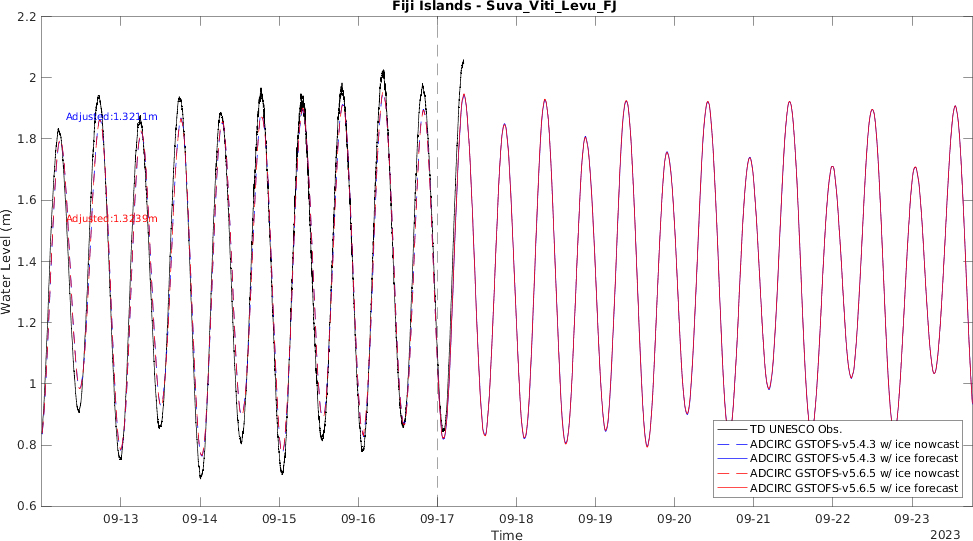 Fiji Islands - Suva_Viti_Levu_FJ
Water Level (m)
2.2
2
1.8
1.6
1.4
1.2
1
0.8
0.6
Adjusted:1.3211m
Adjusted:1.3239m
TD UNESCO Obs.
ADCIRC GSTOFS-v5.4.3 w/ ice nowcast
ADCIRC GSTOFS-v5.4.3 w/ ice forecast
ADCIRC GSTOFS-v5.6.5 w/ ice nowcast
ADCIRC GSTOFS-v5.6.5 w/ ice forecast
09-13 09-14 09-15 09-16 09-17 09-18 09-19 09-20 09-21 09-22 09-23
Time
2023